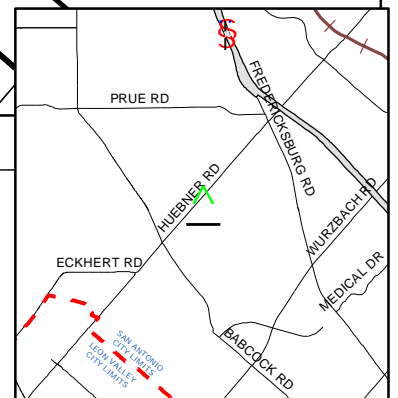 S
PRUE RD
FREDERICKSBURG RD
HUEBNER RD
WURZBACH RD
ECKHERT RD
MEDICAL DR
SAN ANTONIO
CITY LIMITS
LEON VALLEY
CITY LIMITS
BABCOCK RD